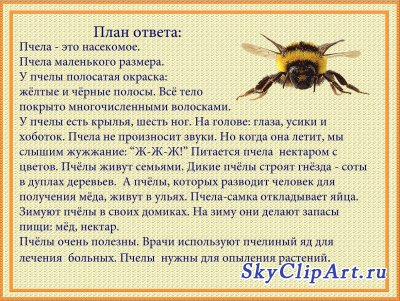 План ответа:
Пчела - это насекомое.
Пчела маленького размера.
У пчелы полосатая окраска:
жёлтые и чёрные полосы. Всё тело
покрыто многочисленными волосками.
У пчелы есть крылья, шесть ног. На голове: глаза, усики и
хоботок. Пчела не произносит звуки. Но когда она летит, мы
слышим жужжание: “Ж-Ж-Ж!” Питается пчела  нектаром с
цветов. Пчёлы живут семьями. Дикие пчёлы строят гнёзда - соты
в дуплах деревьев.  А пчёлы, которых разводит человек для
получения мёда, живут в ульях. Пчела-самка откладывает яйца.
Зимуют пчёлы в своих домиках. На зиму они делают запасы
пищи: мёд, нектар.
Пчёлы очень полезны. Врачи используют пчелиный яд для
лечения  больных. Пчелы  нужны для опыления растений.
SkyClipArt.ru